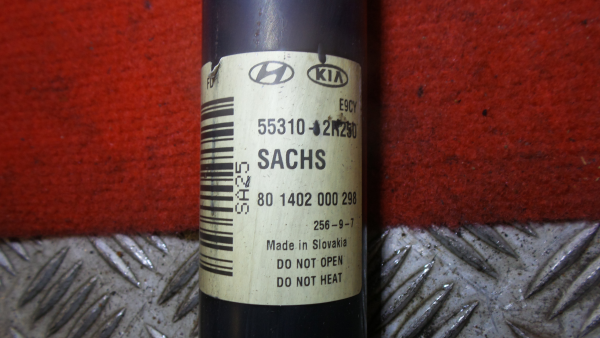 KIA
E9CY
SACHS
80 1402 000 298
SA25
256-9-7
Made in Slovakia
DO NOT OPEN
DO NOT HEAT